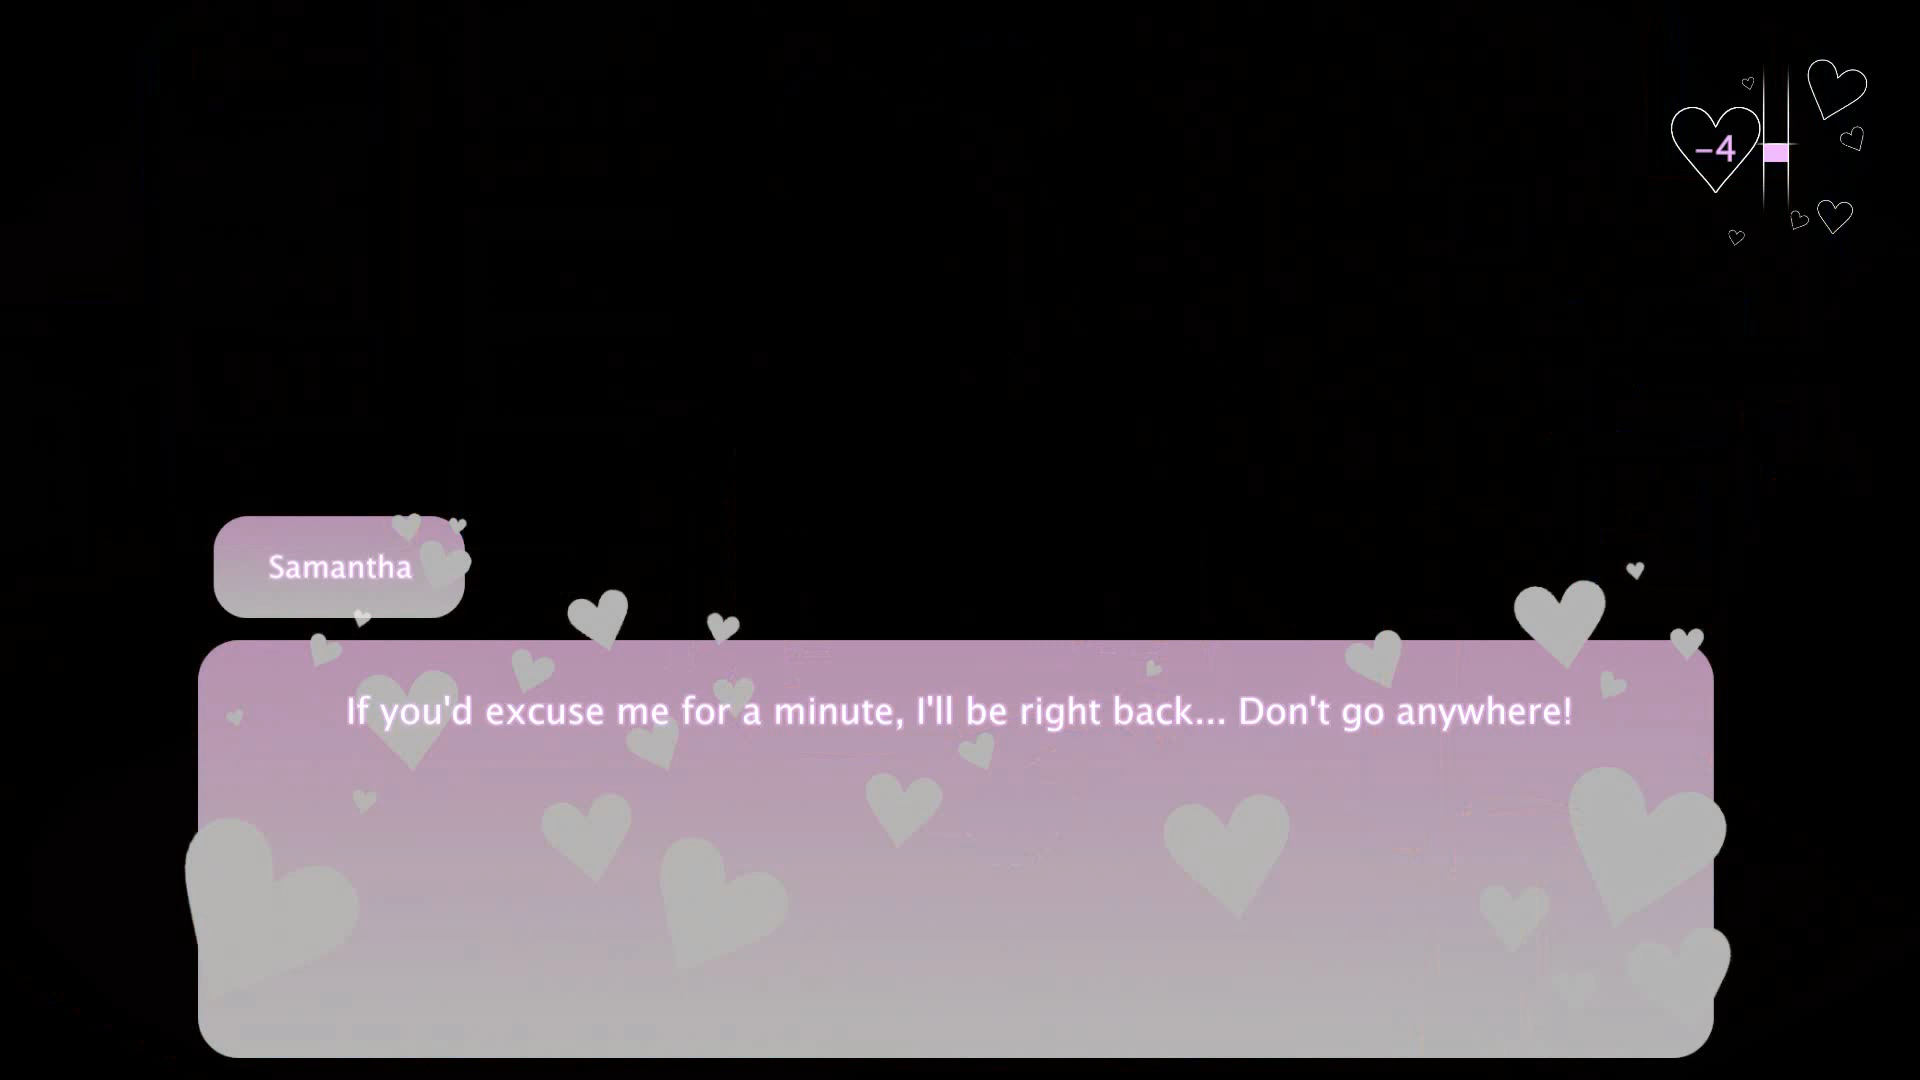 -4
Samantha
If you'd excuse me for a minute, I'll be right back... Don't go anywhere!